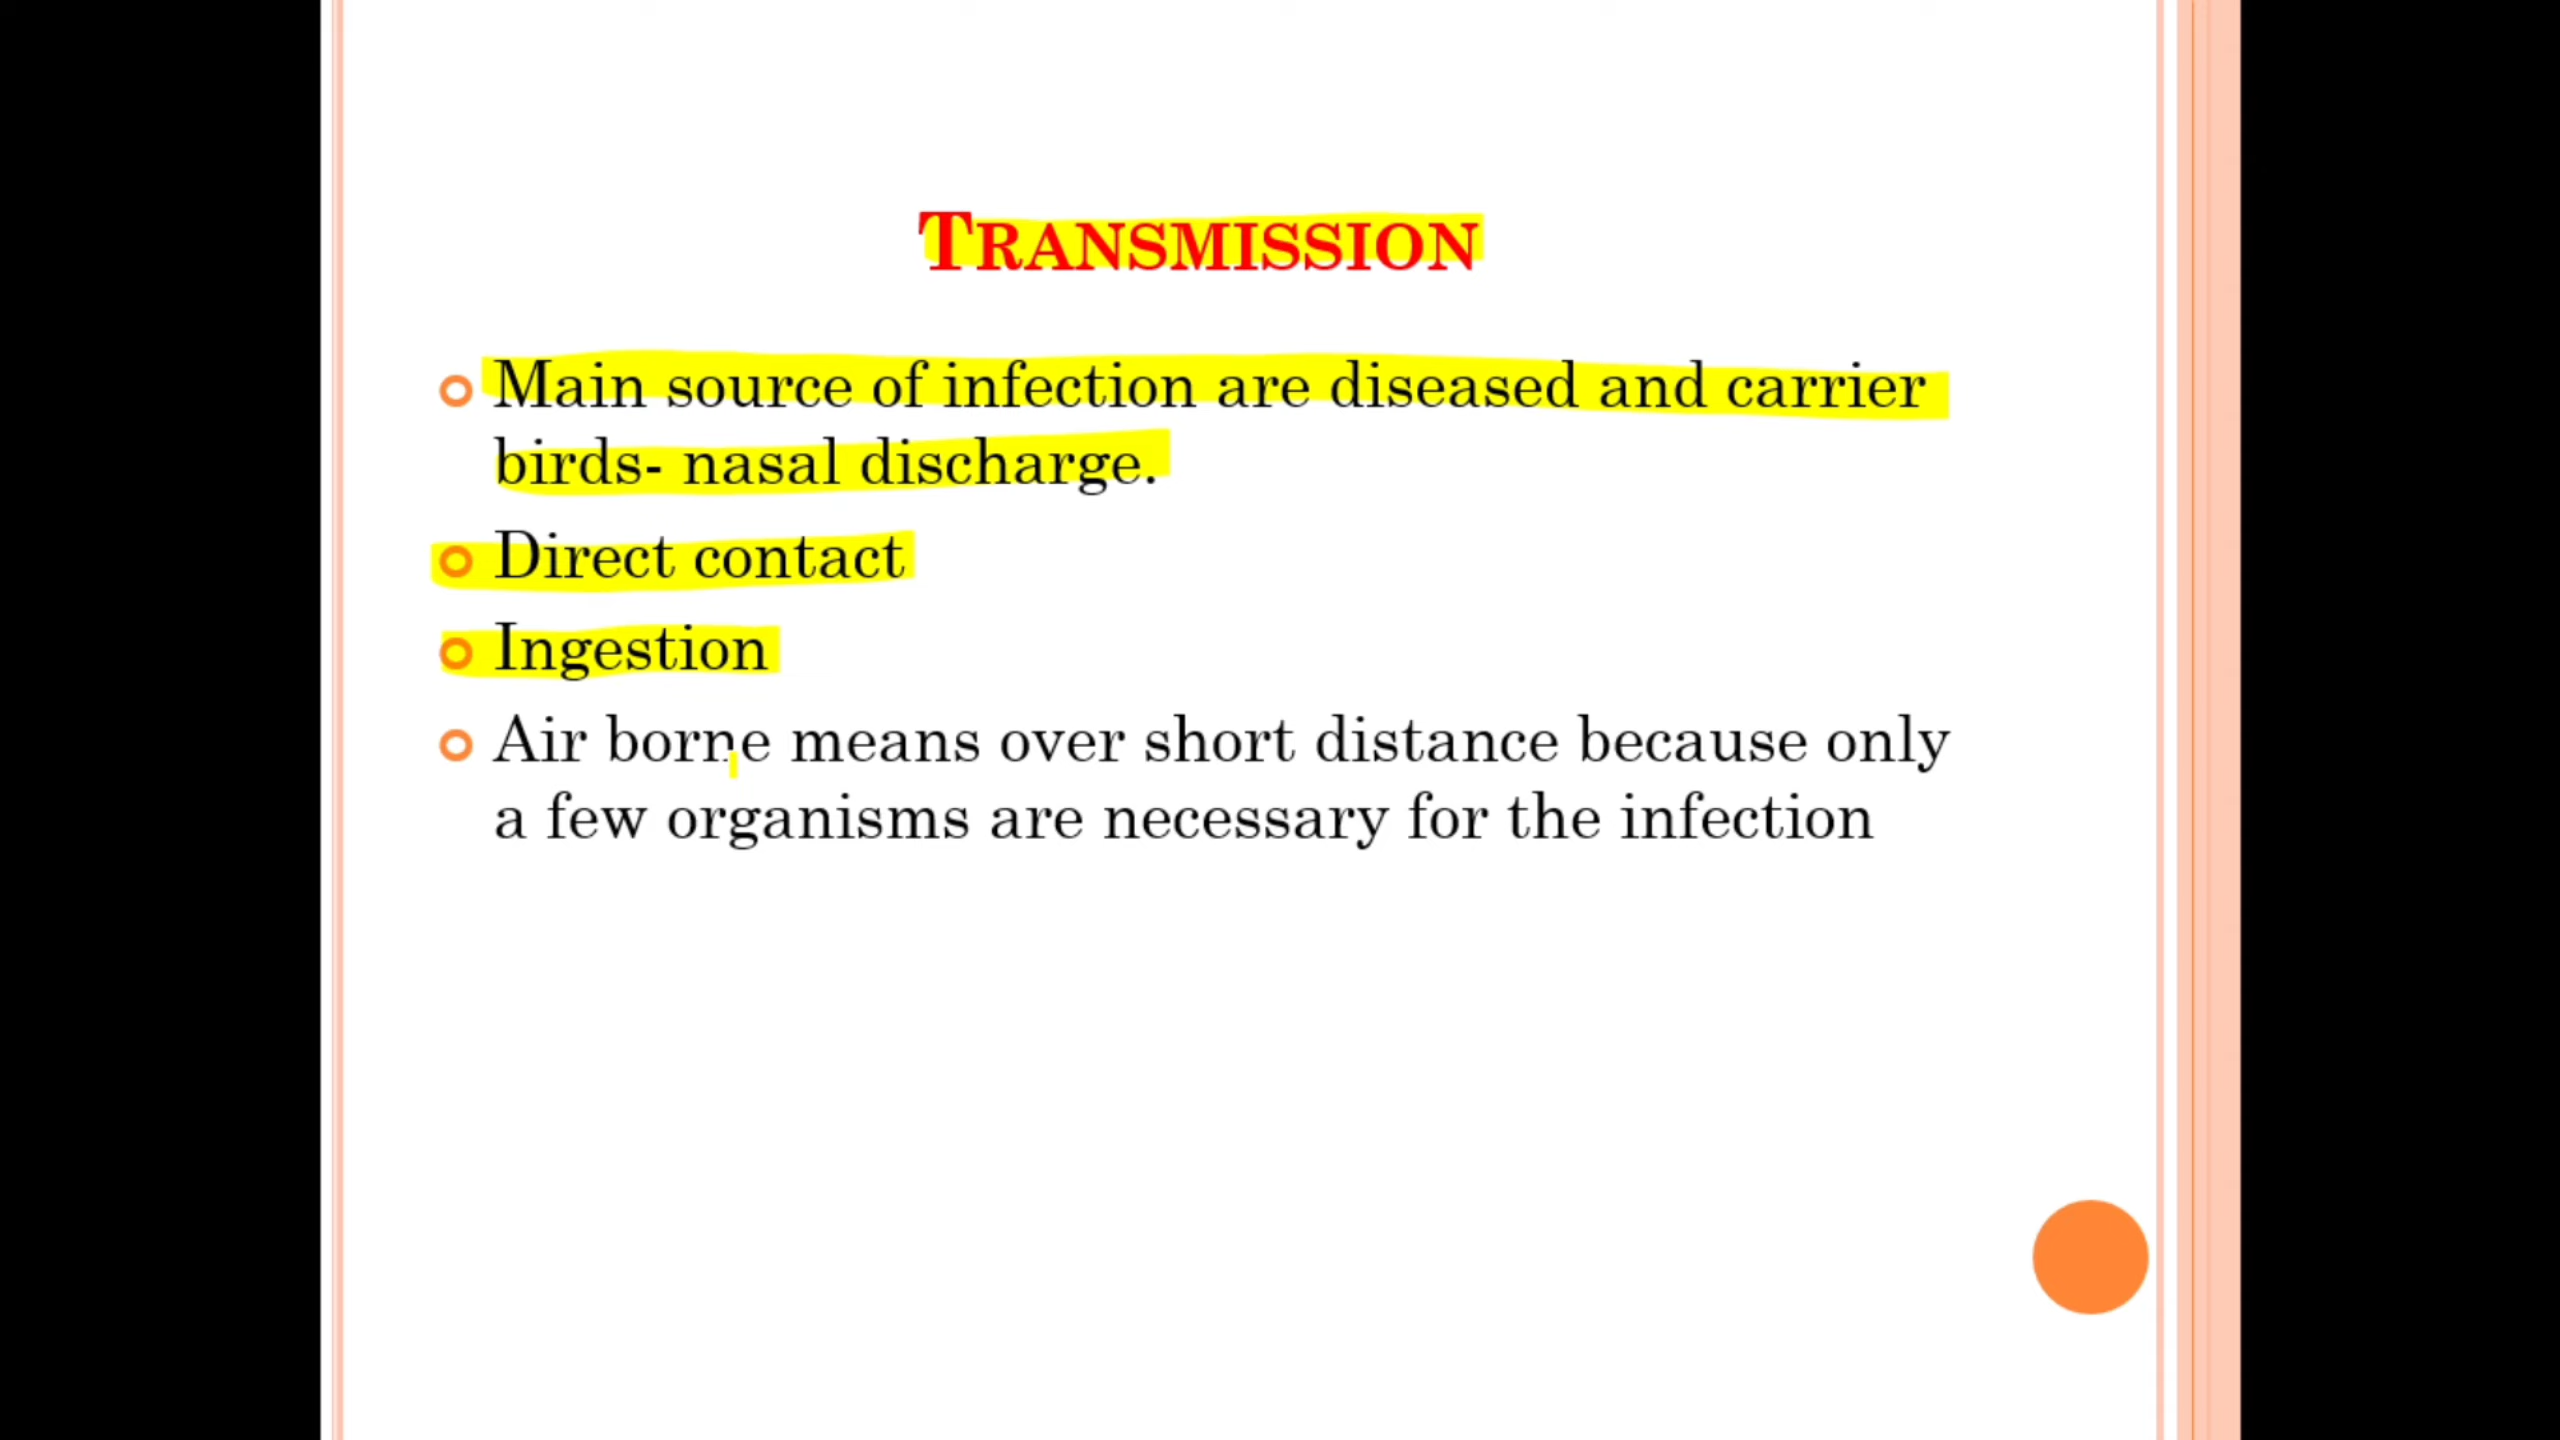 TRANSMISSION
Main source of infection are diseased and carrier
birds- nasal discharge.
Direct contact
Ingestion
Air borne means over short distance because only
a few organisms are necessary for the infection